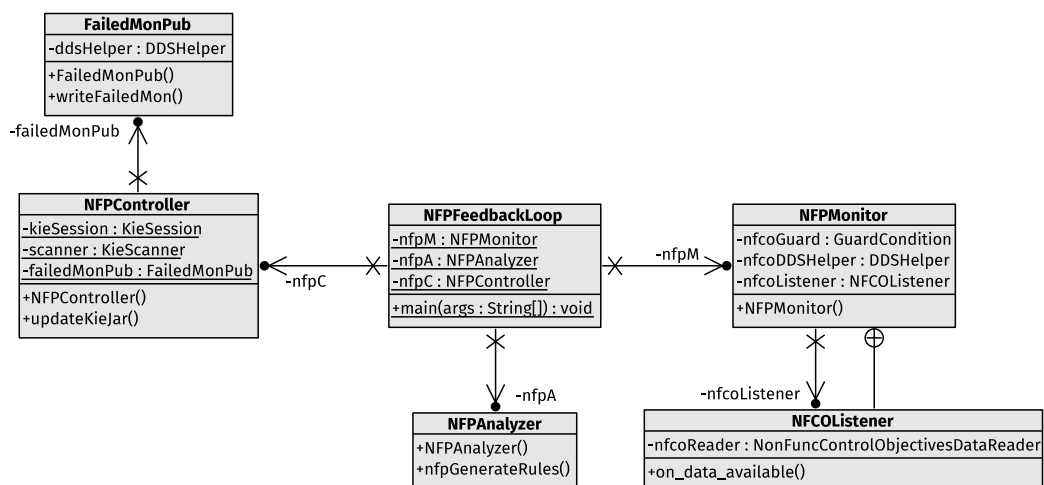 FailedMonPub
-ddsHelper : DDSHelper
+FailedMonPub()
+writeFailedMon()
-failedMonPub
NFPController
-kieSession : KieSession
-scanner : KieScanner
-failedMonPub : FailedMonPub
+NFPController()
+updateKieJar()
-nfpC
NFPFeedbackLoop
-nfpM : NFPMonitor
-nfpA : NFPAnalyzer
-nfpC : NFPController
+main(args : String[]) : void
-nfpM
NFPMonitor
-nfcoGuard : GuardCondition
-nfcoDDSHelper : DDSHelper
-nfcoListener : NFCOListener
+NFPMonitor()
-nfpA
NFPAnalyzer
+NFPAnalyzer()
+nfpGenerateRules()
-nfcoListener
NFCOListener
-nfcoReader : NonFuncControlObjectivesDataReader
+on_data_available()